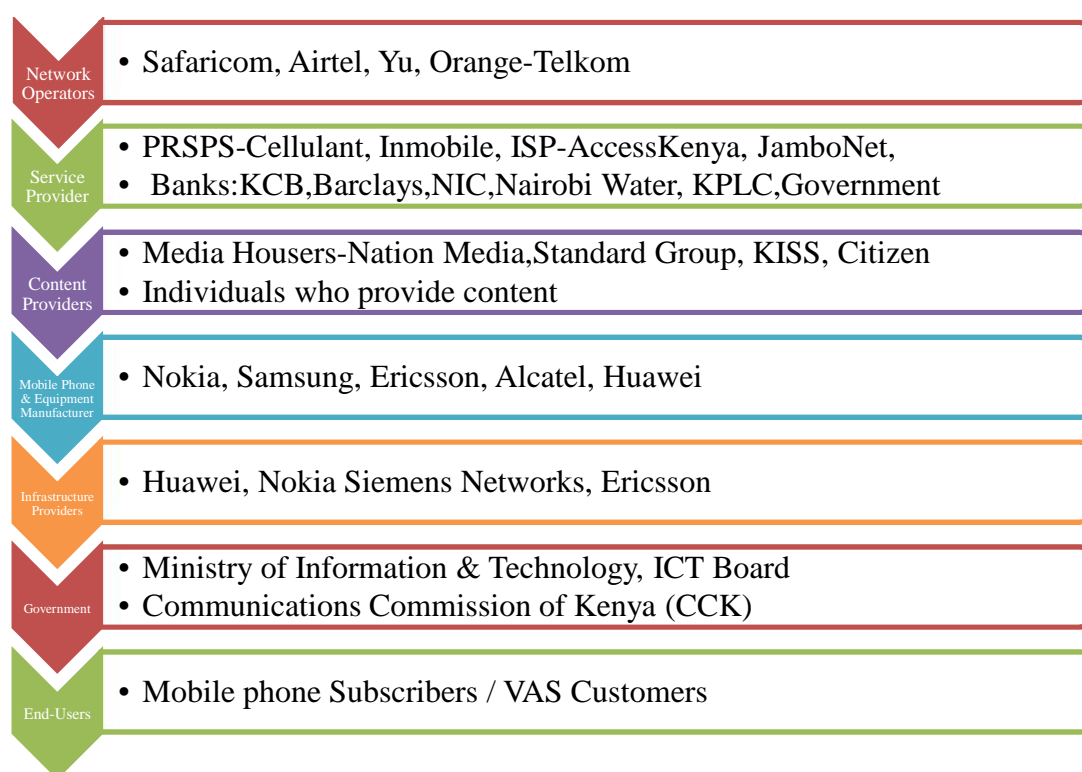 Network
Operators
• Safaricom, Airtel, Yu, Orange-Telkom
Service
Provider
• PRSPS-Cellulant, Inmobile, ISP-AccessKenya, JamboNet,
• Banks:KCB,Barclays,NIC,Nairobi Water, KPLC,Government
Content
Providers
• Media Housers-Nation Media,Standard Group, KISS, Citizen
• Individuals who provide content
Mobile Phone
& Equipment
Manufacturer
• Nokia, Samsung, Ericsson, Alcatel, Huawei
Infrastructure
Providers
• Huawei, Nokia Siemens Networks, Ericsson
Government
• Ministry of Information & Technology, ICT Board
• Communications Commission of Kenya (CCK)
End-Users
• Mobile phone Subscribers / VAS Customers